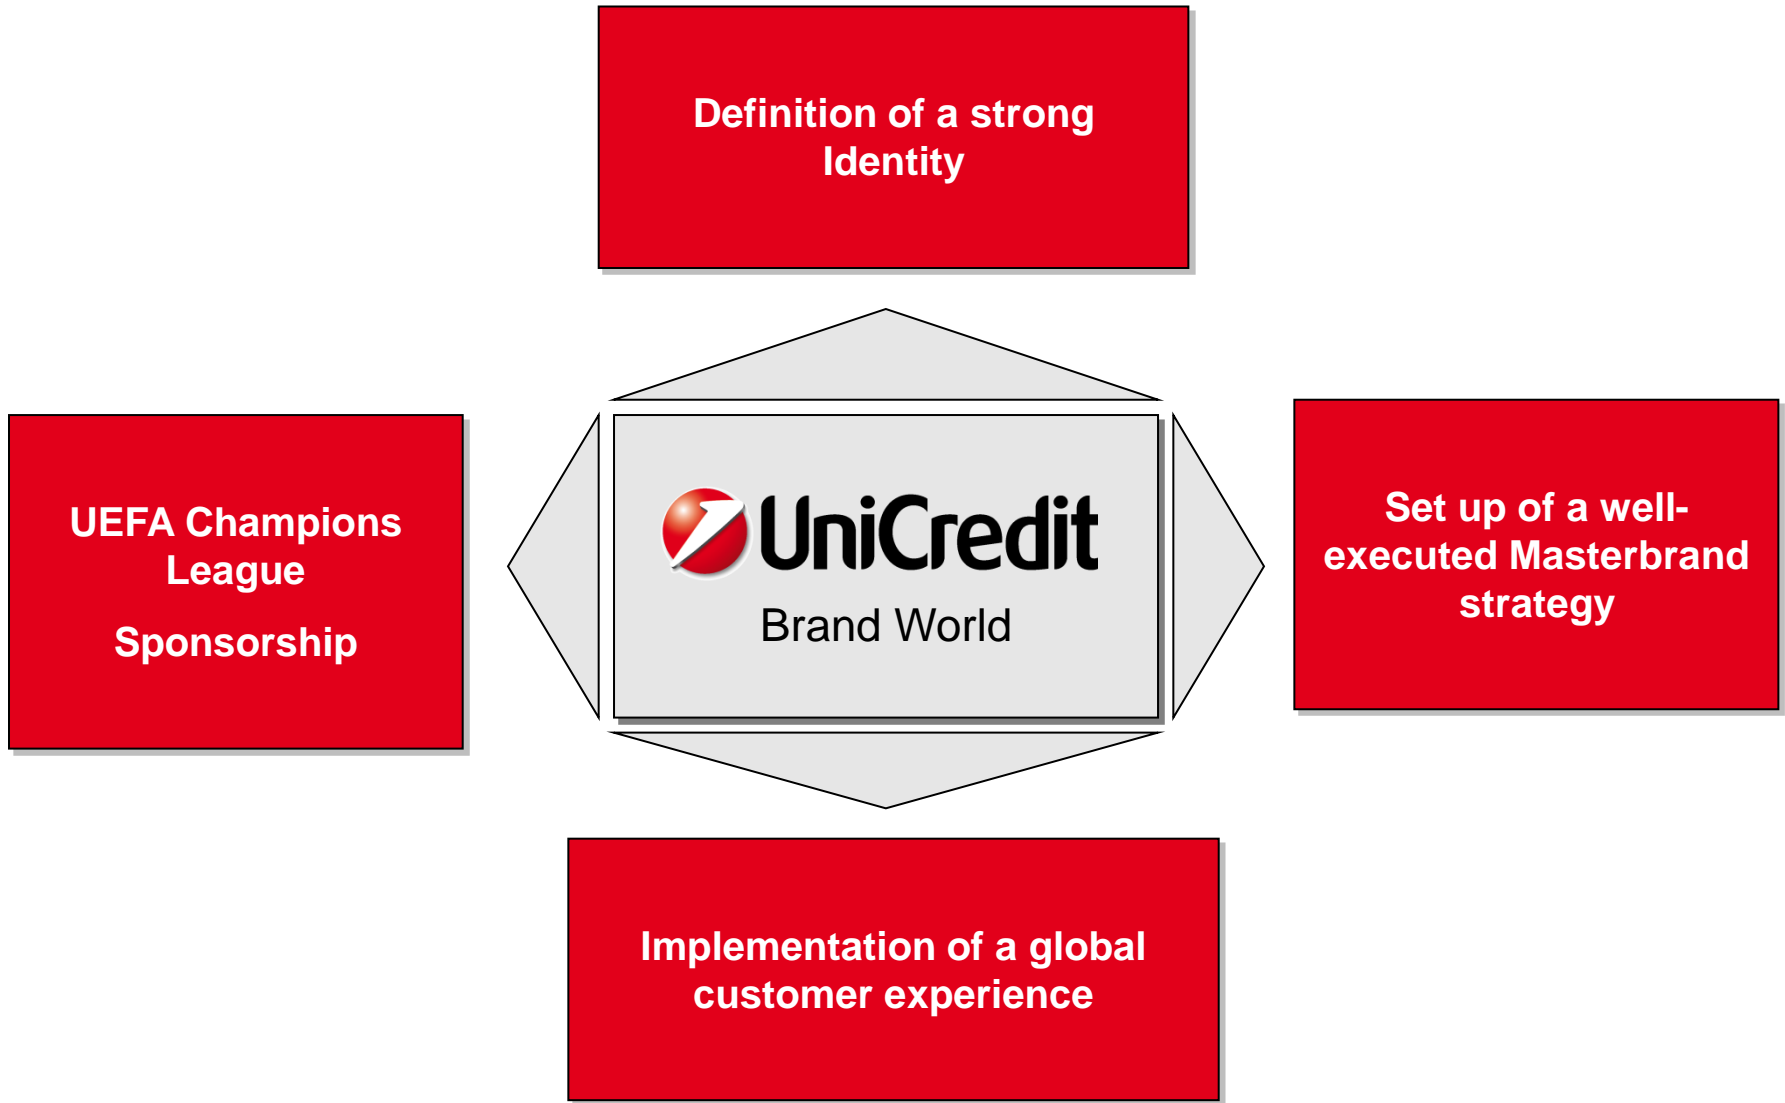 Definition of a strong
Identity
UEFA Champions
League
Sponsorship
UniCredit
Brand World
Set up of a well-
executed Masterbrand
strategy
Implementation of a global
customer experience